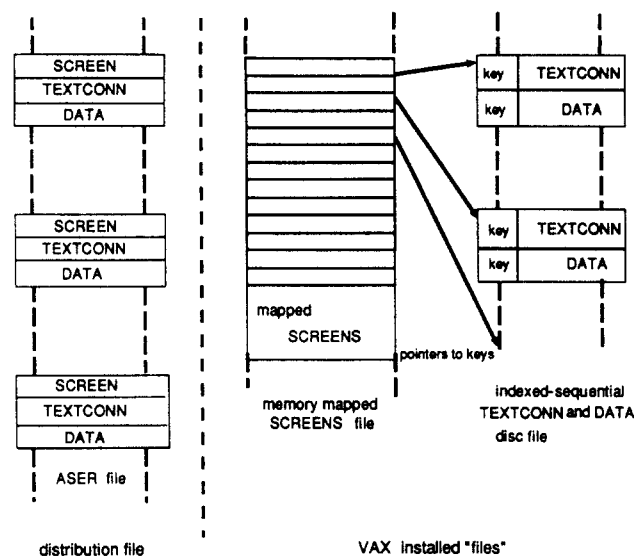 SCREEN
TEXTCONN
DATA
SCREEN
TEXTCONN
DATA
SCREEN
TEXTCONN
DATA
ASER file
distribution file
mapped
SCREENS
pointers to keys
memory mapped
SCREENS file
key TEXTCONN
key DATA
key TEXTCONN
key DATA
indexed-sequential
TEXTCONN and DATA
disc file
VAX installed "files"